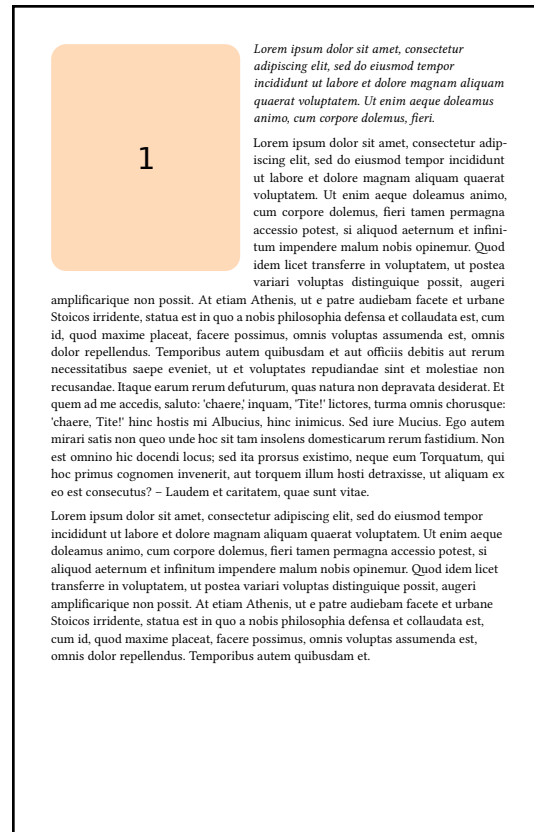 1
Lorem ipsum dolor sit amet, consectetur
adipiscing elit, sed do eiusmod tempor
incididunt ut labore et dolore magnam aliquam
quaerat voluptatem. Ut enim aeque doleamus
animo, cum corpore dolemus, fieri.
Lorem ipsum dolor sit amet, consectetur adip-
iscing elit, sed do eiusmod tempor incididunt
ut labore et dolore magnam aliquam quaerat
voluptatem. Ut enim aeque doleamus animo,
cum corpore dolemus, fieri tamen permagna
accessio potest, si aliquod aeternum et infini-
tum impendere malum nobis opinemur. Quod
idem licet transferre in voluptatem, ut postea
variari voluptas distinguique possit, augeri
amplificarique non possit. At etiam Athenis, ut e patre audiebam facete et urbane
Stoicos irridente, statua est in quo a nobis philosophia defensa et collaudata est, cum
id, quod maxime placeat, facere possimus, omnis voluptas assumenda est, omnis
dolor repellendus. Temporibus autem quibusdam et aut officiis debitis aut rerum
necessitatibus saepe eveniet, ut et voluptates repudiandae sint et molestiae non
recusandae. Itaque earum rerum defuturum, quas natura non depravata desiderat. Et
quem ad me accedis, saluto: 'chaere,' inquam, 'Tite!' lictores, turma omnis chorusque:
'chaere, Tite!' hinc hostis mi Albucius, hinc inimicus. Sed iure Mucius. Ego autem
mirari satis non queo unde hoc sit tam insolens domesticarum rerum fastidium. Non
est omnino hic docendi locus; sed ita prorsus existimo, neque eum Torquatum, qui
hoc primus cognomen invenerit, aut torquem illum hosti detraxisse, ut aliquam ex
eo est consecutus? – Laudem et caritatem, quae sunt vitae.
Lorem ipsum dolor sit amet, consectetur adipiscing elit, sed do eiusmod tempor
incididunt ut labore et dolore magnam aliquam quaerat voluptatem. Ut enim aeque
doleamus animo, cum corpore dolemus, fieri tamen permagna accessio potest, si
aliquod aeternum et infinitum impendere malum nobis opinemur. Quod idem licet
transferre in voluptatem, ut postea variari voluptas distinguique possit, augeri
amplificarique non possit. At etiam Athenis, ut e patre audiebam facete et urbane
Stoicos irridente, statua est in quo a nobis philosophia defensa et collaudata est,
cum id, quod maxime placeat, facere possimus, omnis voluptas assumenda est,
omnis dolor repellendus. Temporibus autem quibusdam et.